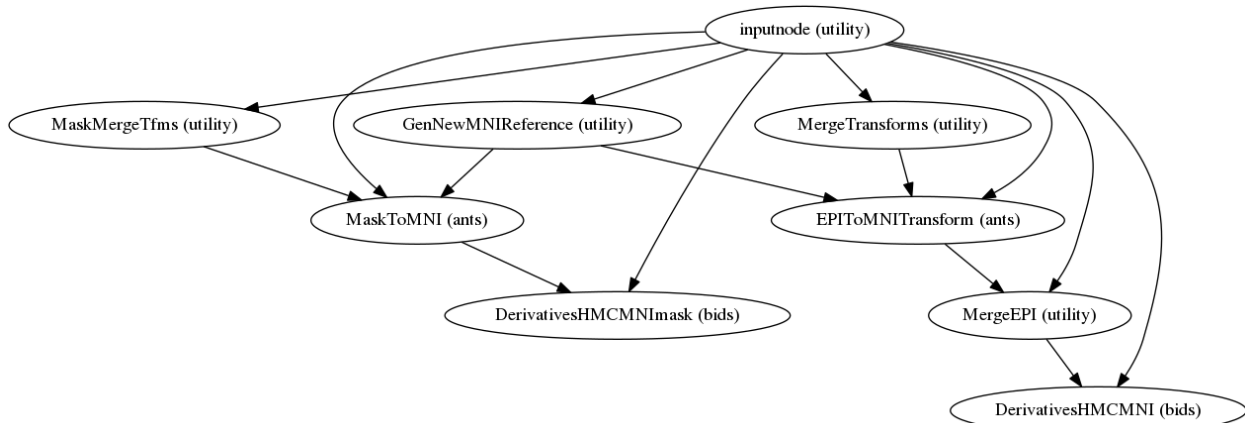 inputnode (utility)
MaskMergeTfms (utility)
GenNewMNIReference (utility)
MergeTransforms (utility)
MaskToMNI (ants)
EPIToMNITransform (ants)
DerivativesHMCMNImask (bids)
MergeEPI (utility)
DerivativesHMCMNI (bids)